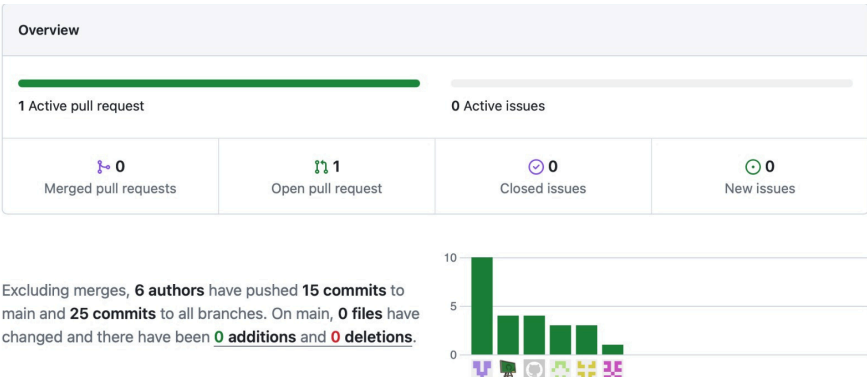 Overview
1 Active pull request
0 Active issues
0
Merged pull requests
1
Open pull request
0
Closed issues
0
New issues
Excluding merges, 6 authors have pushed 15 commits to
main and 25 commits to all branches. On main, 0 files have
changed and there have been 0 additions and 0 deletions.
10
5
0